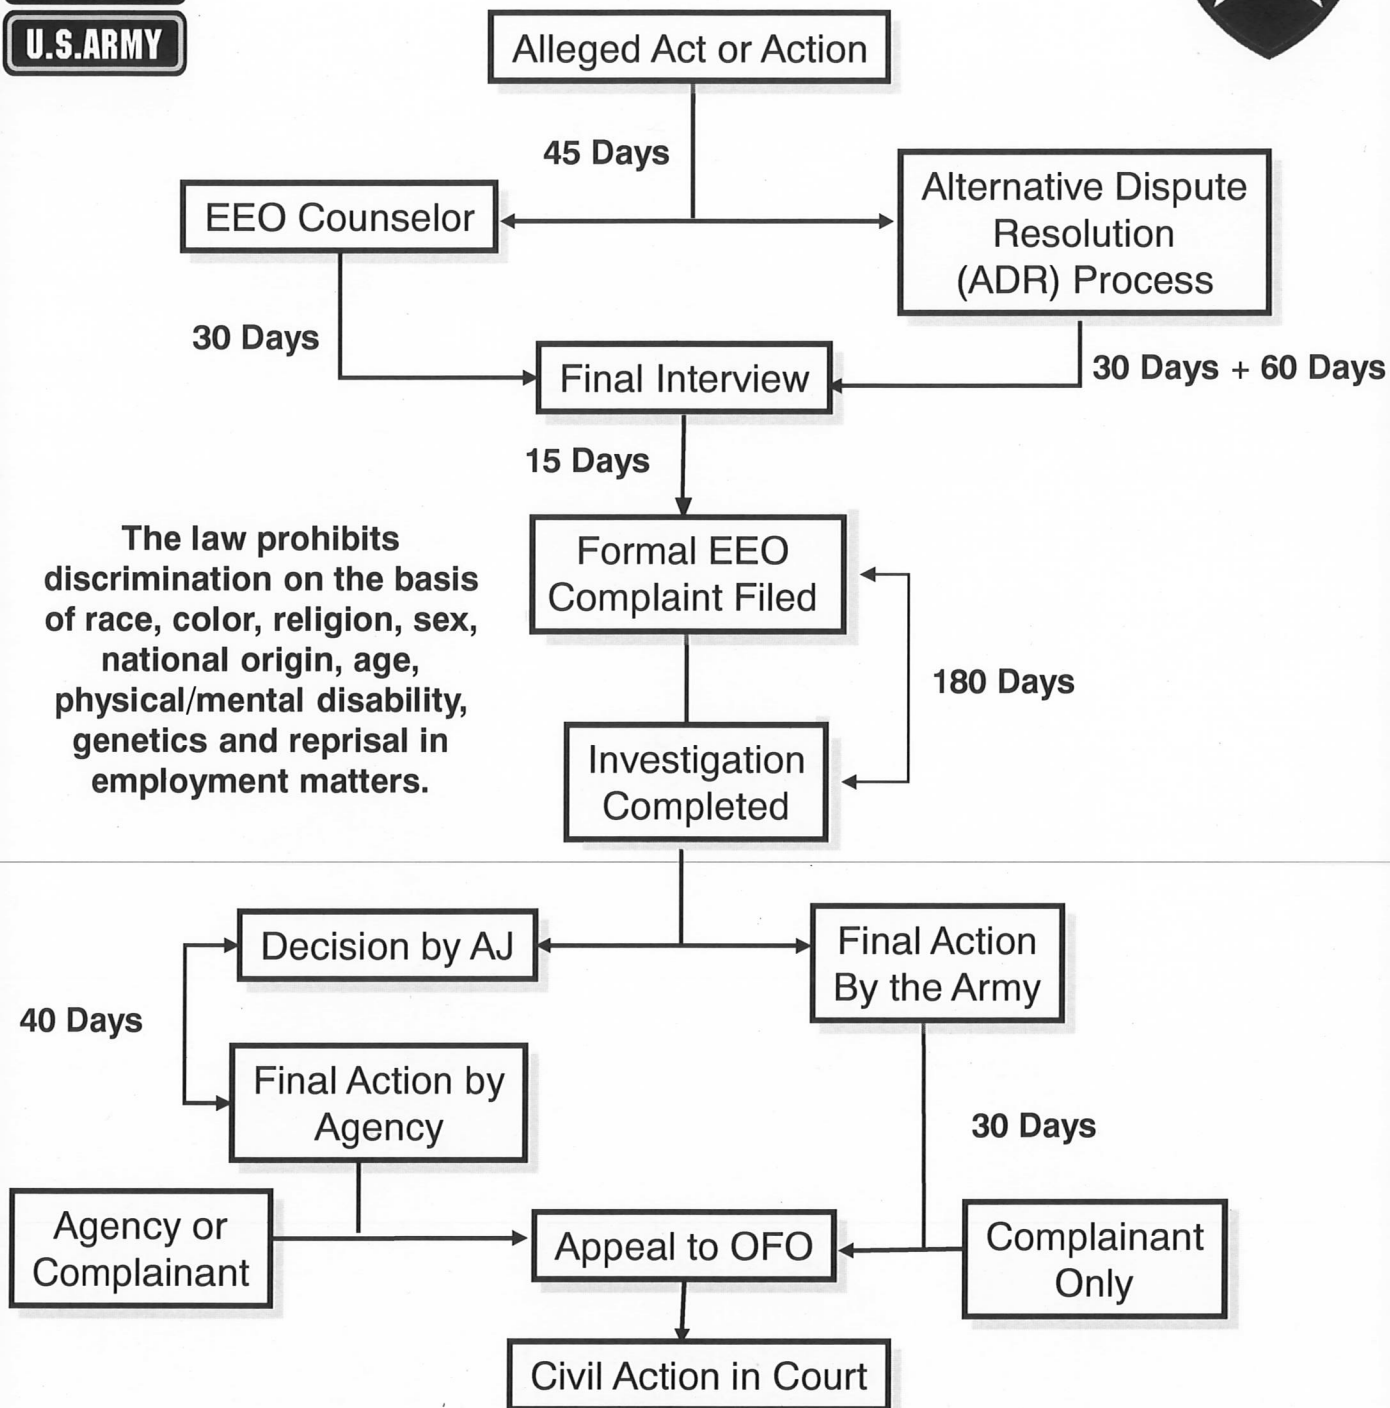 U.S.ARMY
Alleged Act or Action
45 Days
EEO Counselor
Alternative Dispute
Resolution
(ADR) Process
30 Days
Final Interview
30 Days + 60 Days
15 Days
The law prohibits
discrimination on the basis
of race, color, religion, sex,
national origin, age,
physical/mental disability,
genetics and reprisal in
employment matters.
Formal EEO
Complaint Filed
180 Days
Investigation
Completed
Decision by AJ
Final Action
By the Army
40 Days
Final Action by
Agency
30 Days
Agency or
Complainant
Appeal to OFO
Complainant
Only
Civil Action in Court